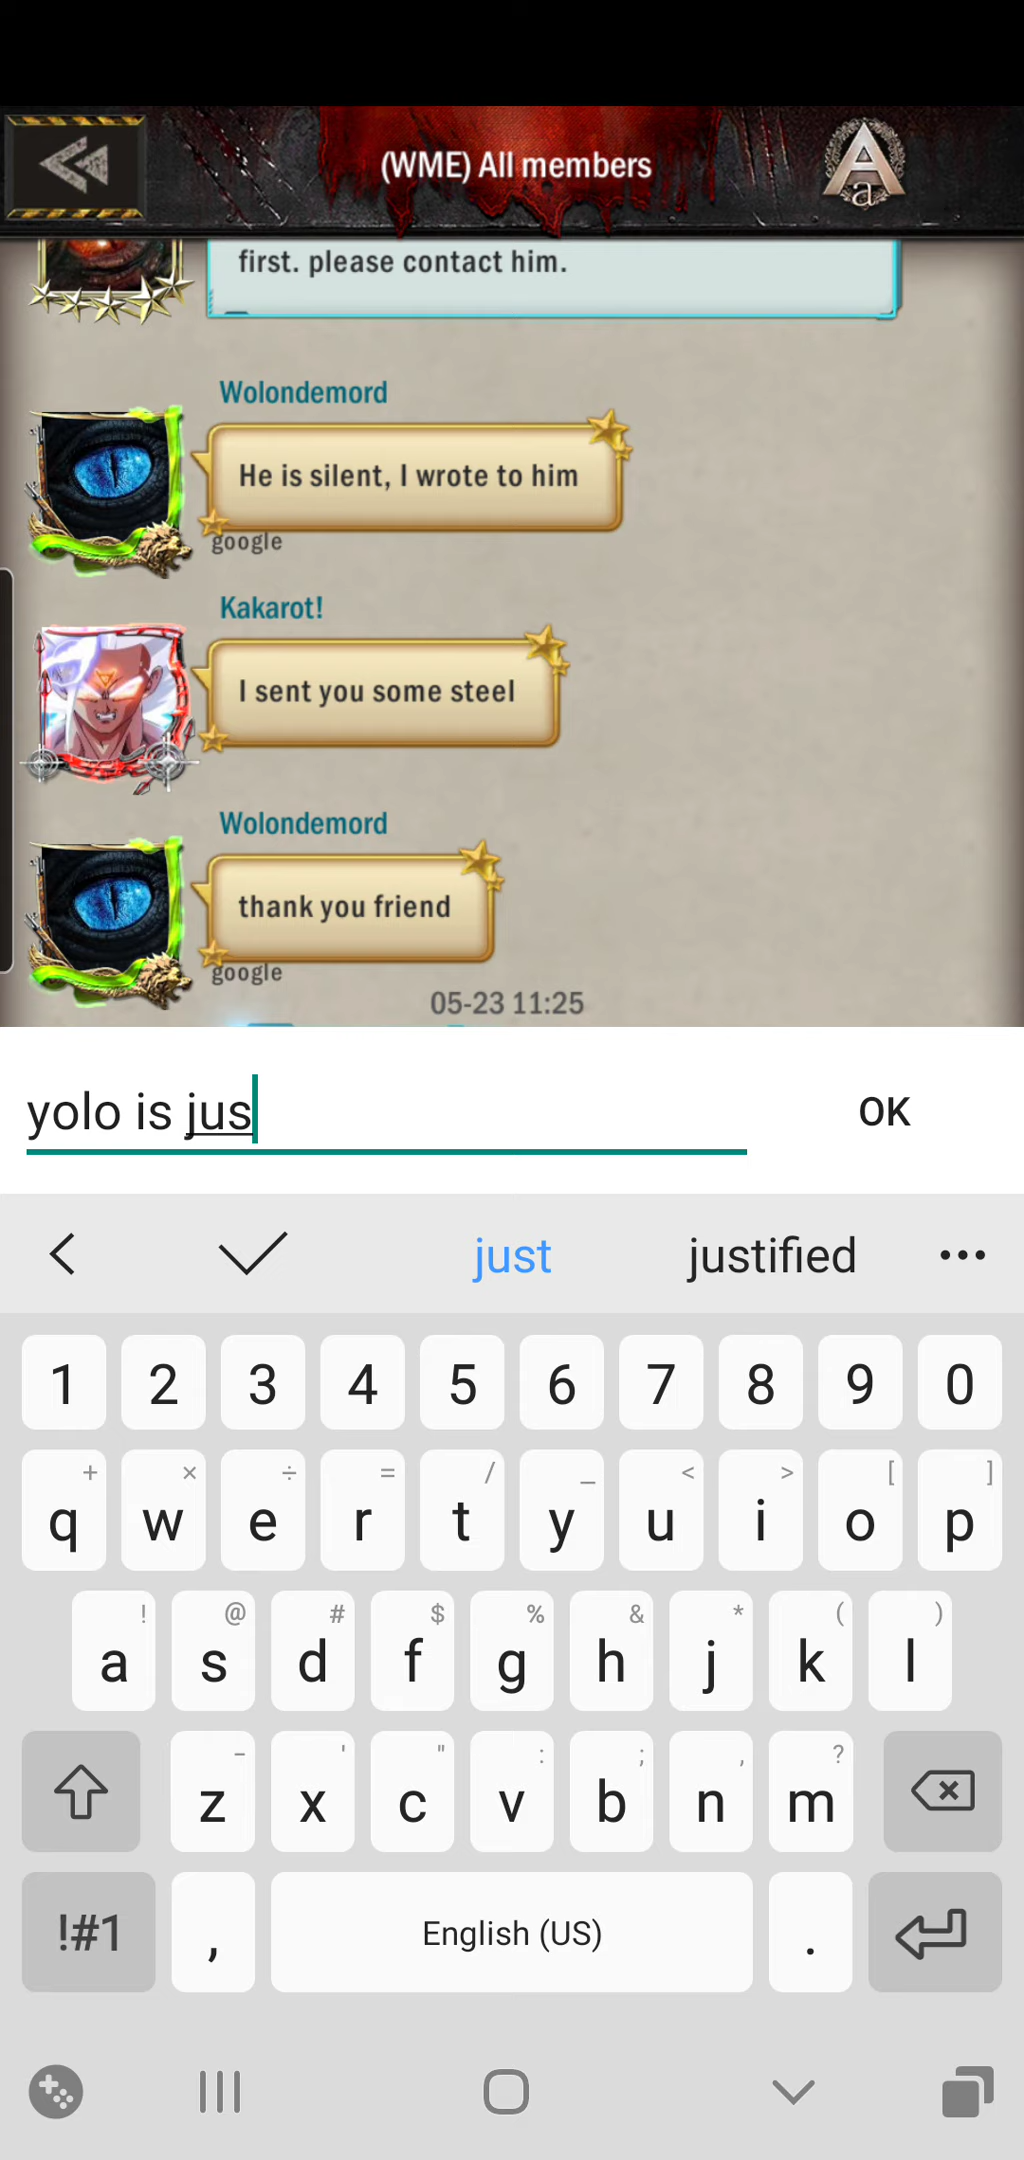 (WME) All members
A
a
first. please contact him.
Wolondemord
He is silent, I wrote to him
google
Kakarot!
I sent you some steel
Wolondemord
thank you friend
google
05-23 11:25
yolo is jus
OK
just
justified
1 2 3 4 5 6 7 8 9 0
+ × ÷ = / _ < > [ ]
q w e r t y u i o p
! @ # $ % & * ( )
a s d f g h j k l
- ' " : ; , ?
z x c v b n m
!#1 , English (US) .